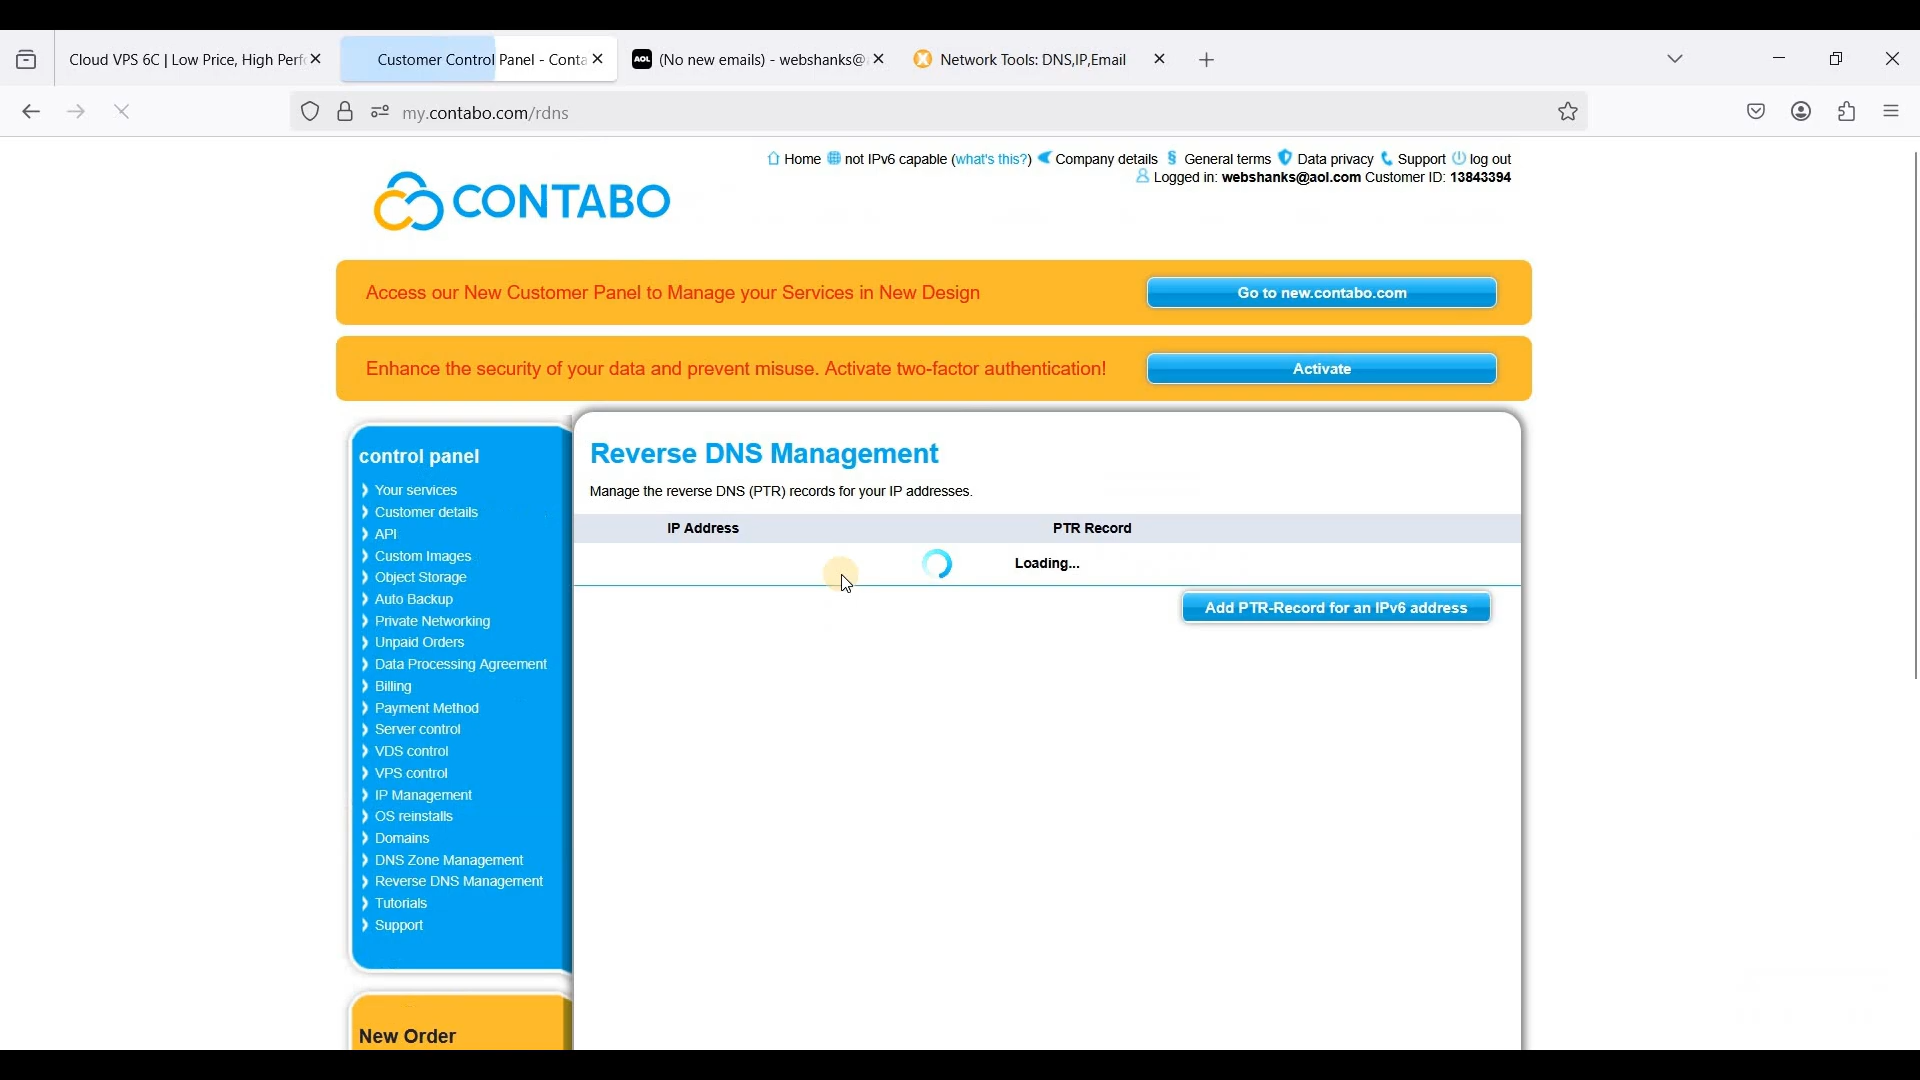 Cloud VPS 6C | Low Price, High Perfo
Customer Control Panel - Conta
AOL
(No new emails) - webshanks@
Network Tools: DNS,IP,Email
my.contabo.com/rdns
Home not IPv6 capable (what's this?) Company details General terms Data privacy Support log out
Logged in: webshanks@aol.com Customer ID: 13843394
CONTABO
Access our New Customer Panel to Manage your Services in New Design
Go to new.contabo.com
Enhance the security of your data and prevent misuse. Activate two-factor authentication!
Activate
control panel
Your services
Customer details
API
Custom Images
Object Storage
Auto Backup
Private Networking
Unpaid Orders
Data Processing Agreement
Billing
Payment Method
Server control
VDS control
VPS control
IP Management
OS reinstalls
Domains
DNS Zone Management
Reverse DNS Management
Tutorials
Support
New Order
Reverse DNS Management
Manage the reverse DNS (PTR) records for your IP addresses.
IP Address PTR Record
Loading...
Add PTR-Record for an IPv6 address